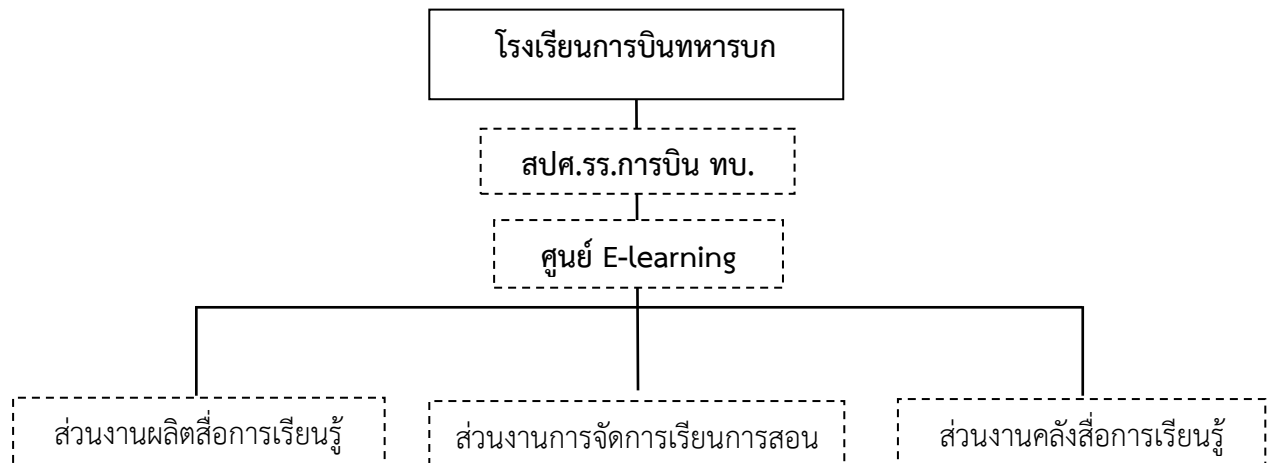 โรงเรียนการบินทหารบก
สปศ.รร.การบิน ทบ.
ศูนย์ E-learning
ส่วนงานผลิตสื่อการเรียนรู้
ส่วนงานการจัดการเรียนการสอน
ส่วนงานคลังสื่อการเรียนรู้